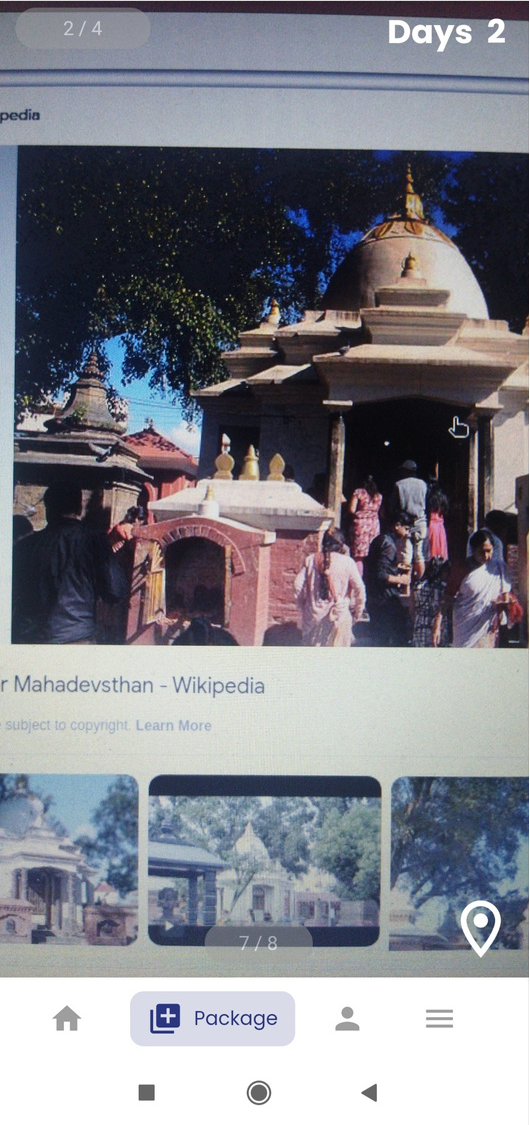 2 / 4
Days 2
pedia
r Mahadevsthan - Wikipedia
subject to copyright. Learn More
7 / 8
Package